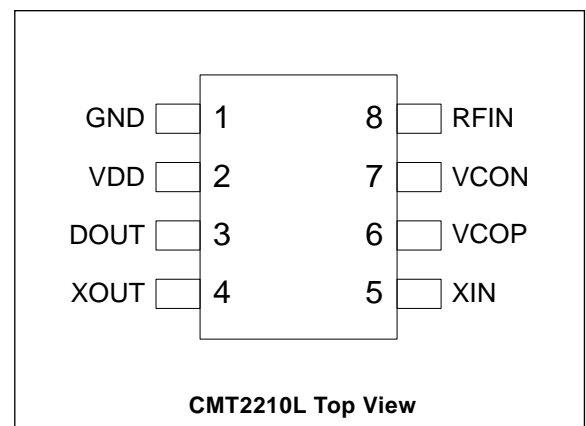 GND 1 8 RFIN
VDD 2 7 VCON
DOUT 3 6 VCOP
XOUT 4 5 XIN
CMT2210L Top View